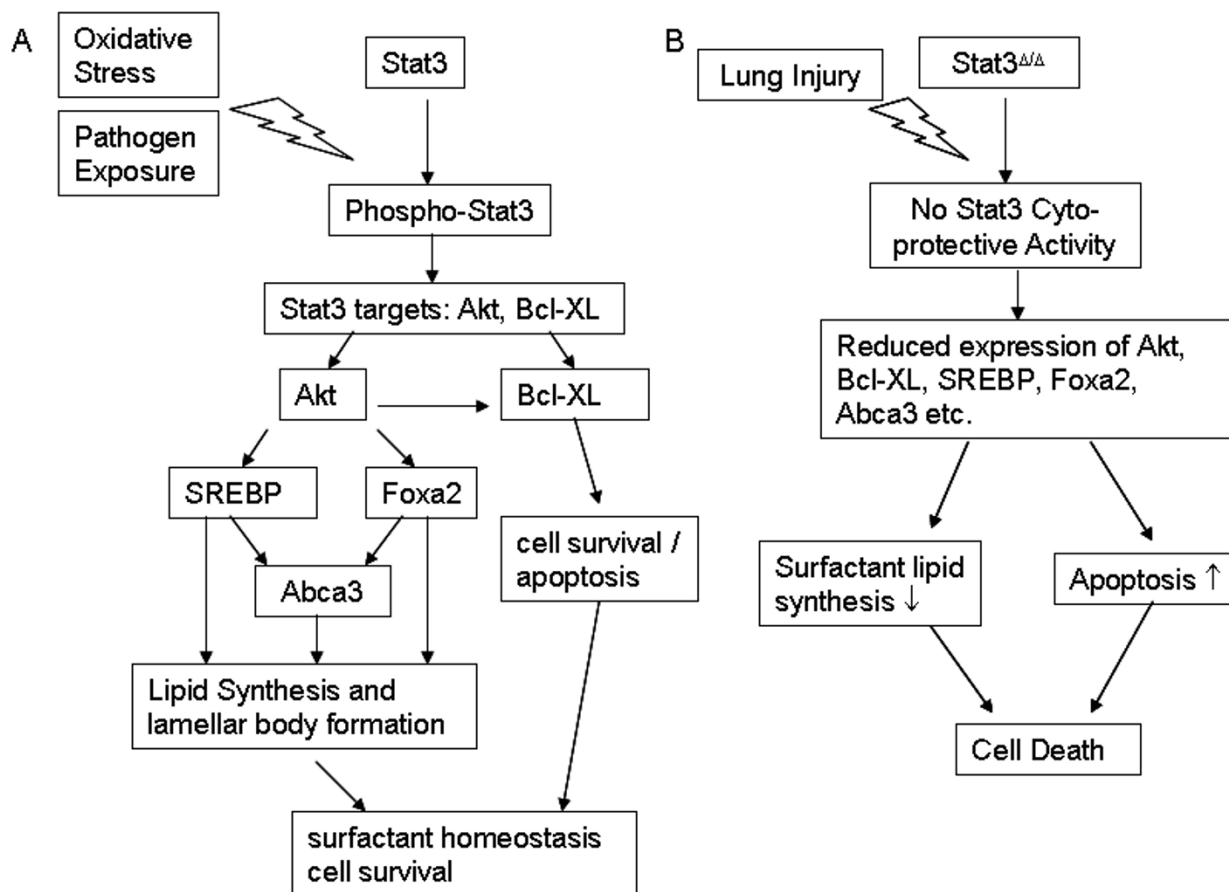 A
Oxidative
Stress
Pathogen
Exposure
Stat3
Phospho-Stat3
Stat3 targets: Akt, Bcl-XL
Akt
Bcl-XL
SREBP
Foxa2
Abca3
cell survival /
apoptosis
Lipid Synthesis and
lamellar body formation
surfactant homeostasis
cell survival
B
Lung Injury
Stat3Δ/Δ
No Stat3 Cyto-
protective Activity
Reduced expression of Akt,
Bcl-XL, SREBP, Foxa2,
Abca3 etc.
Surfactant lipid
synthesis ↓
Apoptosis ↑
Cell Death